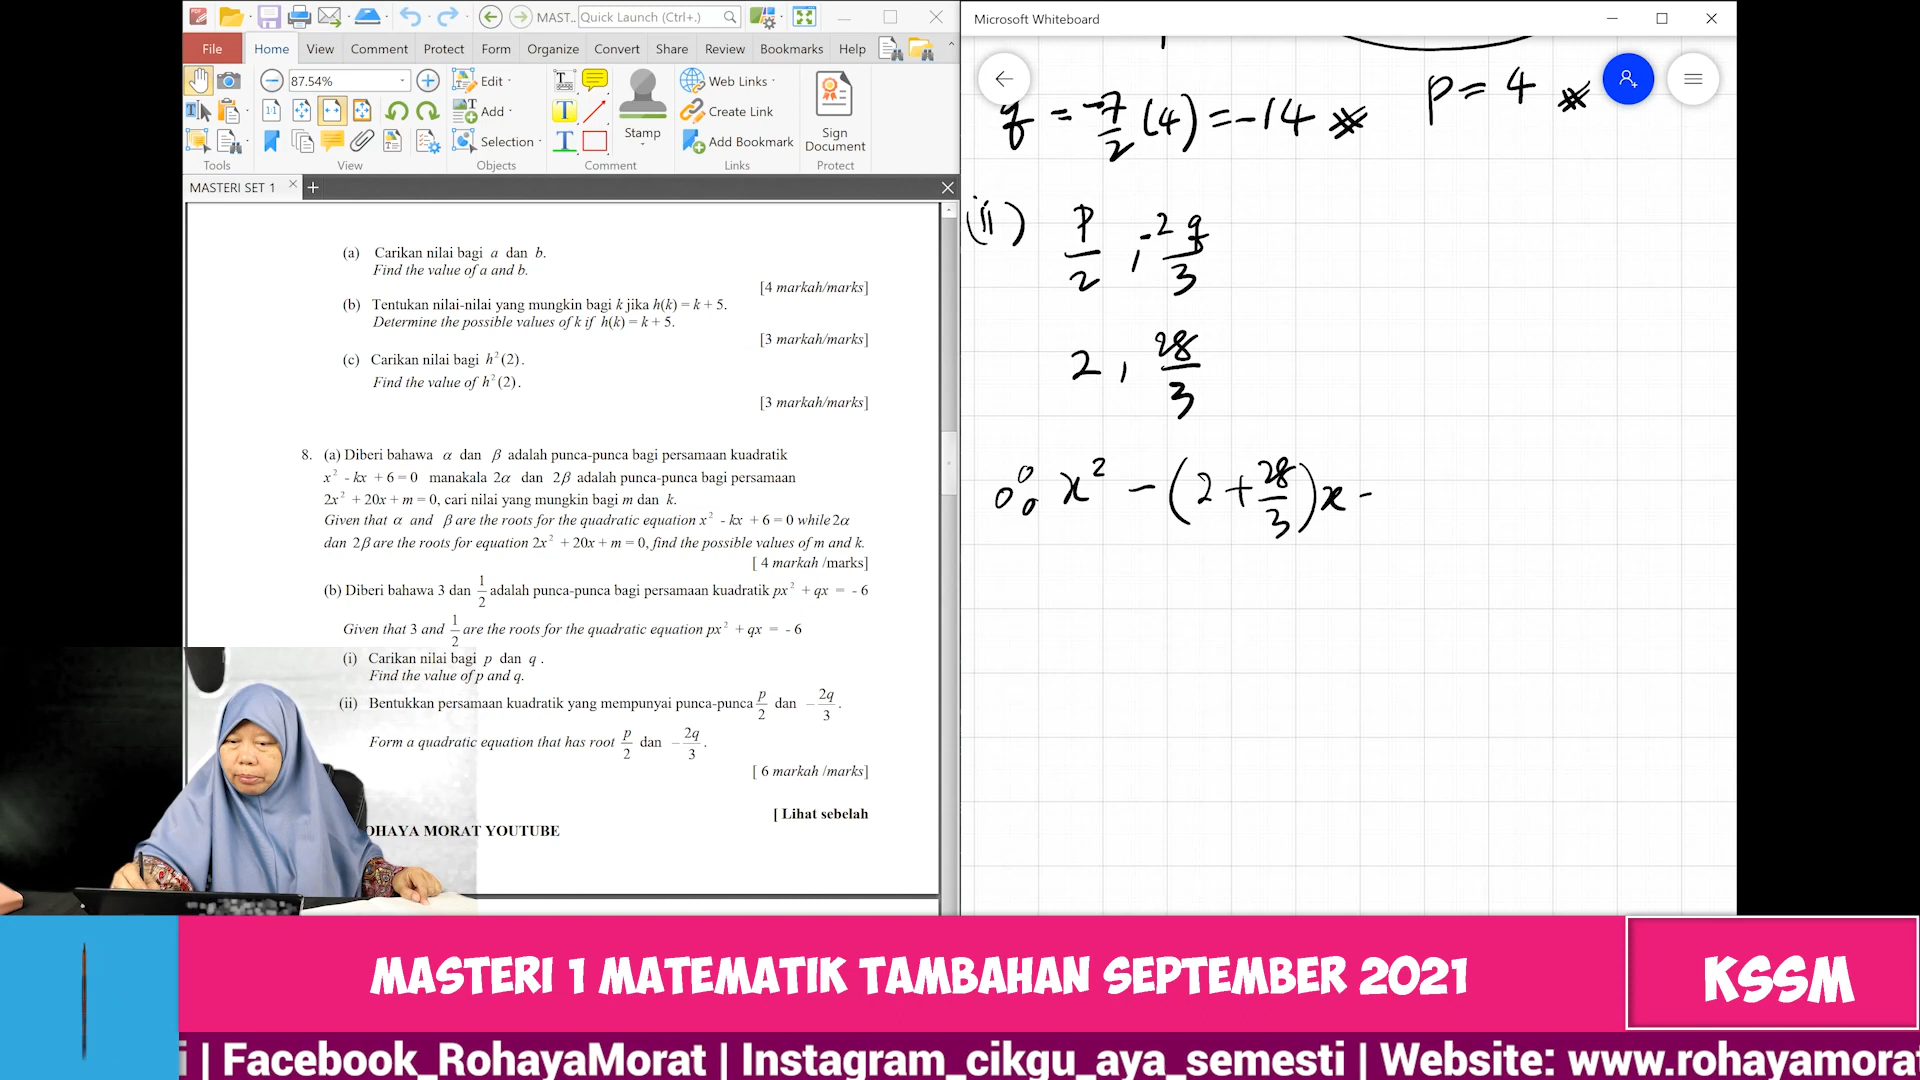 MAST..
Quick Launch (Ctrl+.)
File Home View Comment Protect Form Organize Convert Share Review Bookmarks Help
87.54%
Edit
Add
Selection
Stamp
Web Links
Create Link
Add Bookmark
Sign Document
Tools View Objects Comment Links Protect
MASTERI SET 1
(a) Carikan nilai bagi a dan b.
Find the value of a and b.
[4 markah/marks]
(b) Tentukan nilai-nilai yang mungkin bagi k jika h(k) = k + 5.
Determine the possible values of k if h(k) = k + 5.
[3 markah/marks]
(c) Carikan nilai bagi h²(2).
Find the value of h²(2).
[3 markah/marks]
8. (a) Diberi bahawa α dan β adalah punca-punca bagi persamaan kuadratik
x² - kx + 6 = 0 manakala 2α dan 2β adalah punca-punca bagi persamaan
2x² + 20x + m = 0, cari nilai yang mungkin bagi m dan k.
Given that α and β are the roots for the quadratic equation x² - kx + 6 = 0 while 2α
dan 2β are the roots for equation 2x² + 20x + m = 0, find the possible values of m and k.
[ 4 markah /marks]
(b) Diberi bahawa 3 dan 1/2 adalah punca-punca bagi persamaan kuadratik px² + qx = - 6
Given that 3 and 1/2 are the roots for the quadratic equation px² + qx = - 6
(i) Carikan nilai bagi p dan q .
Find the value of p and q.
(ii) Bentukkan persamaan kuadratik yang mempunyai punca-punca p/2 dan - 2q/3 .
Form a quadratic equation that has root p/2 dan - 2q/3 .
[ 6 markah /marks]
[ Lihat sebelah
OHAYA MORAT YOUTUBE
Microsoft Whiteboard
p = 4
q = -7/2 (4) = -14
(ii) p/2 , -2q/3
2 , 28/3
∴ x² - (2 + 28/3)x -
MASTERI 1 MATEMATIK TAMBAHAN SEPTEMBER 2021
KSSM
i | Facebook_RohayaMorat | Instagram_cikgu_aya_semesti | Website: www.rohayamorat